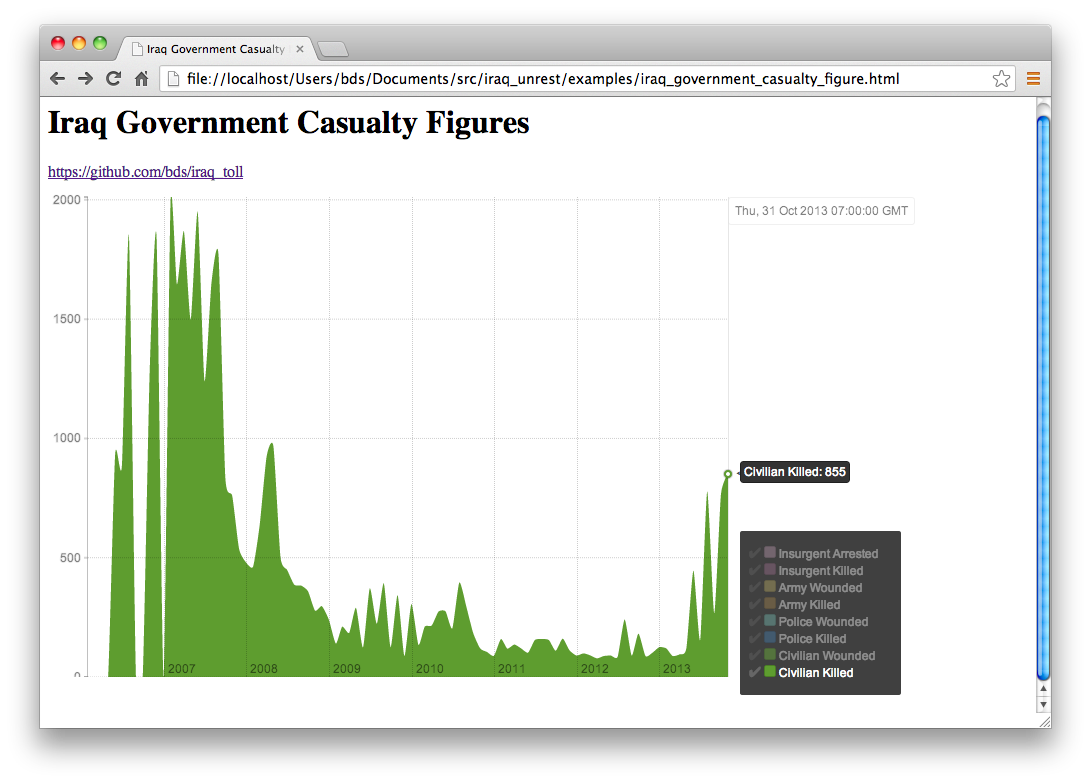 Iraq Government Casualty
file://localhost/Users/bds/Documents/src/iraq_unrest/examples/iraq_government_casualty_figure.html
Iraq Government Casualty Figures
https://github.com/bds/iraq_toll
2000
Thu, 31 Oct 2013 07:00:00 GMT
1500
1000
Civilian Killed: 855
500
Insurgent Arrested
Insurgent Killed
Army Wounded
Army Killed
Police Wounded
Police Killed
Civilian Wounded
Civilian Killed
0
2007 2008 2009 2010 2011 2012 2013